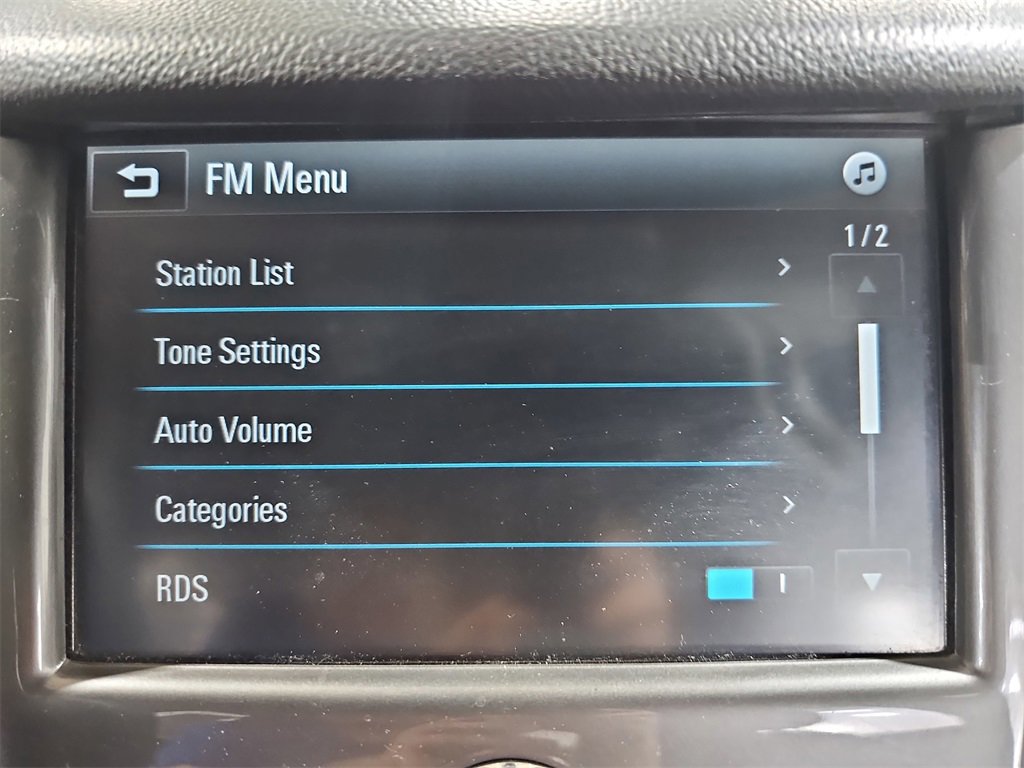 FM Menu
1/2
Station List
Tone Settings
Auto Volume
Categories
RDS